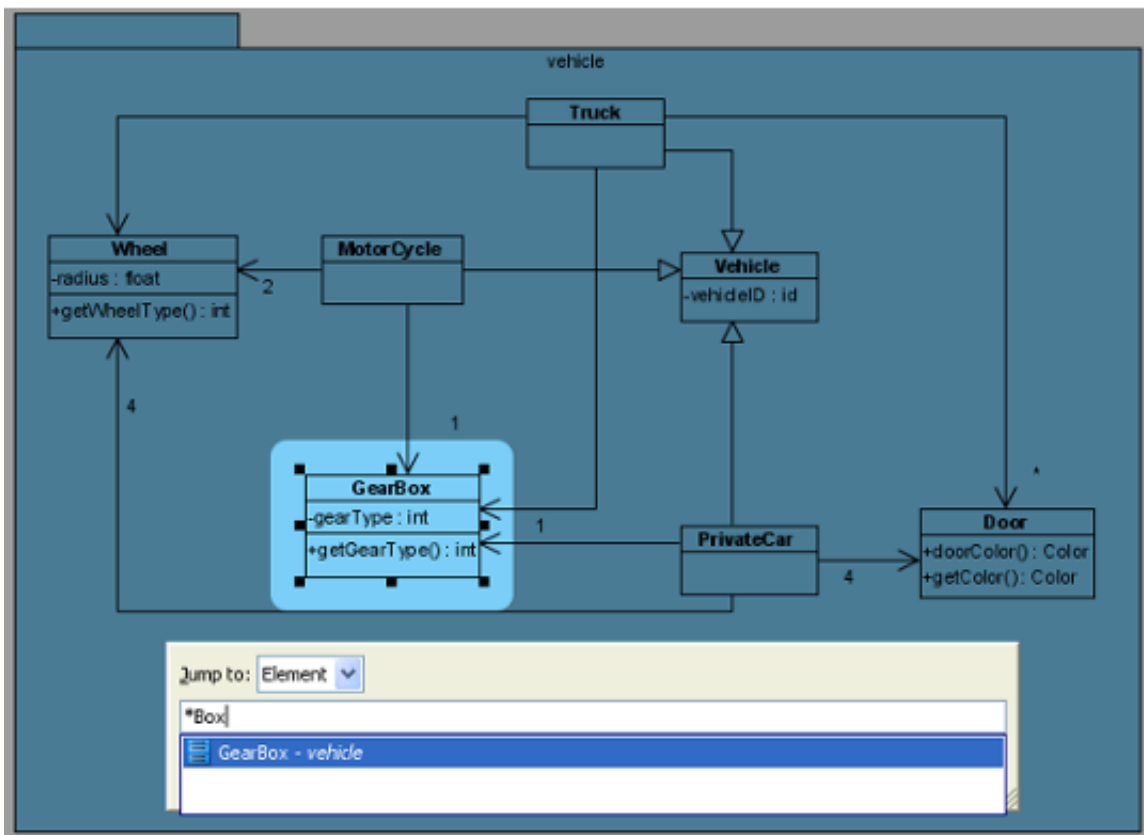 vehicle
Truck
Wheel
-radius : float
+getWheelType() : int
2
MotorCycle
Vehicle
-vehicleID : id
4
1
*
GearBox
-gearType : int
+getGearType() : int
1
PrivateCar
4
Door
+doorColor() : Color
+getColor() : Color
Jump to: Element
*Box
GearBox - vehicle